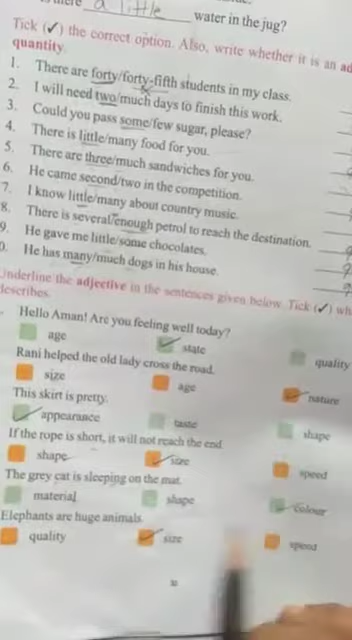 a little water in the jug?
Tick (✓) the correct option. Also, write whether it is an ad
quantity.
1. There are forty/forty-fifth students in my class.
2. I will need two/much days to finish this work.
3. Could you pass some/few sugar, please?
4. There is little/many food for you.
5. There are three/much sandwiches for you.
6. He came second/two in the competition.
7. I know little/many about country music.
8. There is several/enough petrol to reach the destination.
9. He gave me little/some chocolates.
0. He has many/much dogs in his house.
Underline the adjective in the sentences given below. Tick (✓) wh
describes.
Hello Aman! Are you feeling well today?
age state quality
Rani helped the old lady cross the road.
size age nature
This skirt is pretty.
appearance taste shape
If the rope is short, it will not reach the end.
shape size speed
The grey cat is sleeping on the mat.
material shape colour
Elephants are huge animals.
quality size speed